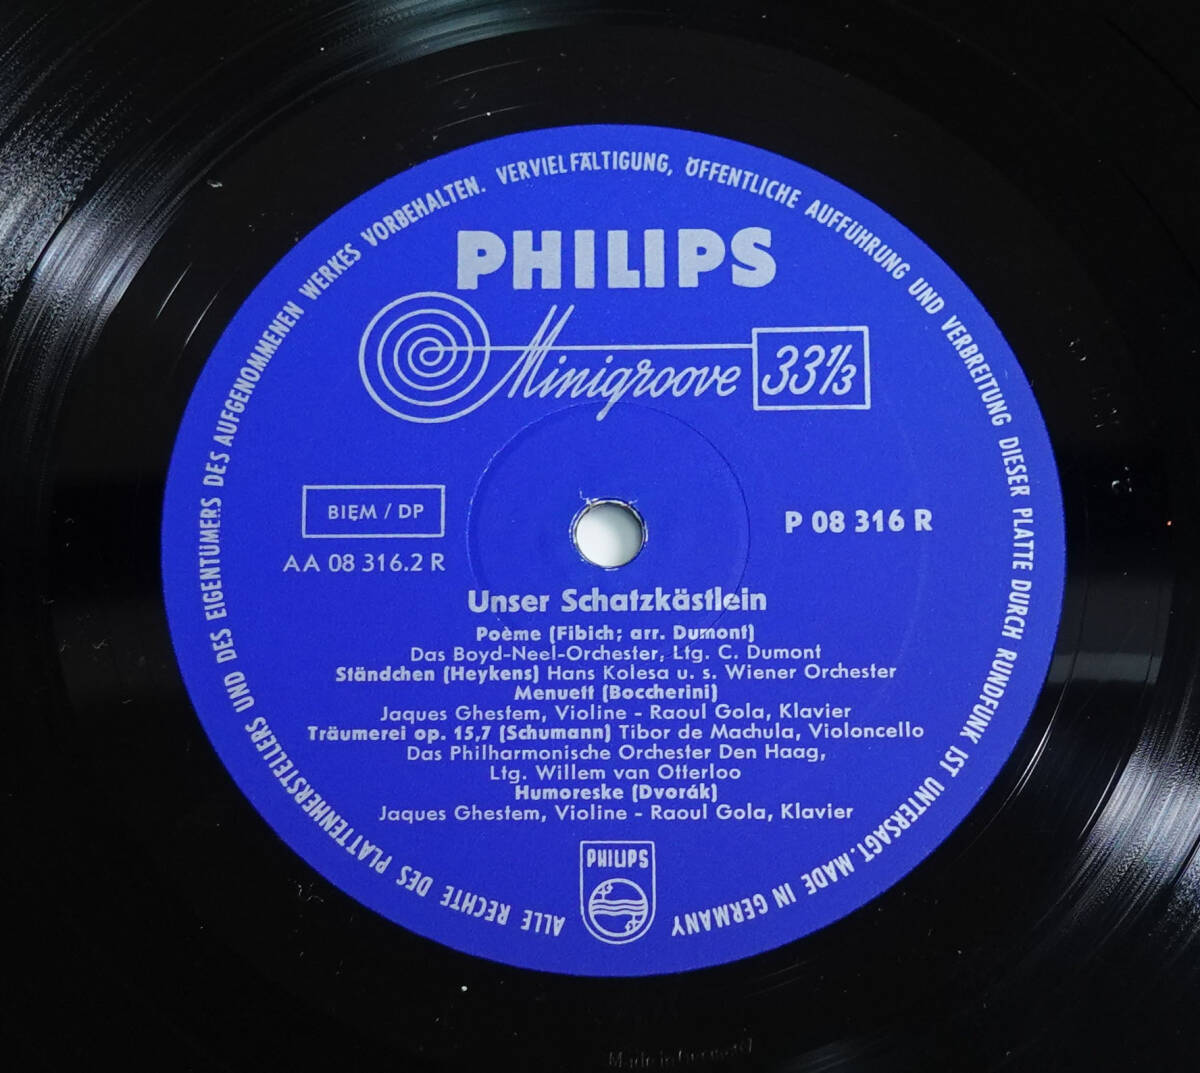 ALLE RECHTE DES PLATTENHERSTELLERS UND DES EIGENTÜMERS DES AUFGENOMMENEN WERKES VORBEHALTEN. VERVIELFÄLTIGUNG, ÖFFENTLICHE AUFFÜHRUNG UND VERBREITUNG DIESER PLATTE DURCH RUNDFUNK IST UNTERSAGT. MADE IN GERMANY
PHILIPS
Minigroove 33⅓
BIEM / DP
AA 08 316.2 R
P 08 316 R
Unser Schatzkästlein
Poème (Fibich; arr. Dumont)
Das Boyd-Neel-Orchester, Ltg. C. Dumont
Ständchen (Heykens) Hans Kolesa u. s. Wiener Orchester
Menuett (Boccherini)
Jaques Ghestem, Violine - Raoul Gola, Klavier
Träumerei op. 15,7 (Schumann) Tibor de Machula, Violoncello
Das Philharmonische Orchester Den Haag,
Ltg. Willem van Otterloo
Humoreske (Dvorák)
Jaques Ghestem, Violine - Raoul Gola, Klavier
PHILIPS
Made in Germany